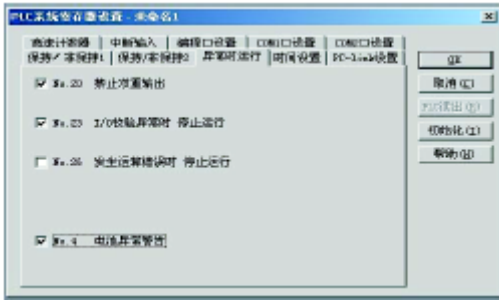 PLC系统寄存器设置 - 未命名1
高速计数器 中断输入 编程口设置 COM1口设置 COM2口设置
保持/非保持1 保持/非保持2 异常时运行 时间设置 PC-link设置
No.20 禁止双重输出
No.23 I/O校验异常时 停止运行
No.26 发生运算错误时 停止运行
No.4 电池异常警告
OK
取消(C)
PLC读出(R)
初始化(I)
帮助(H)